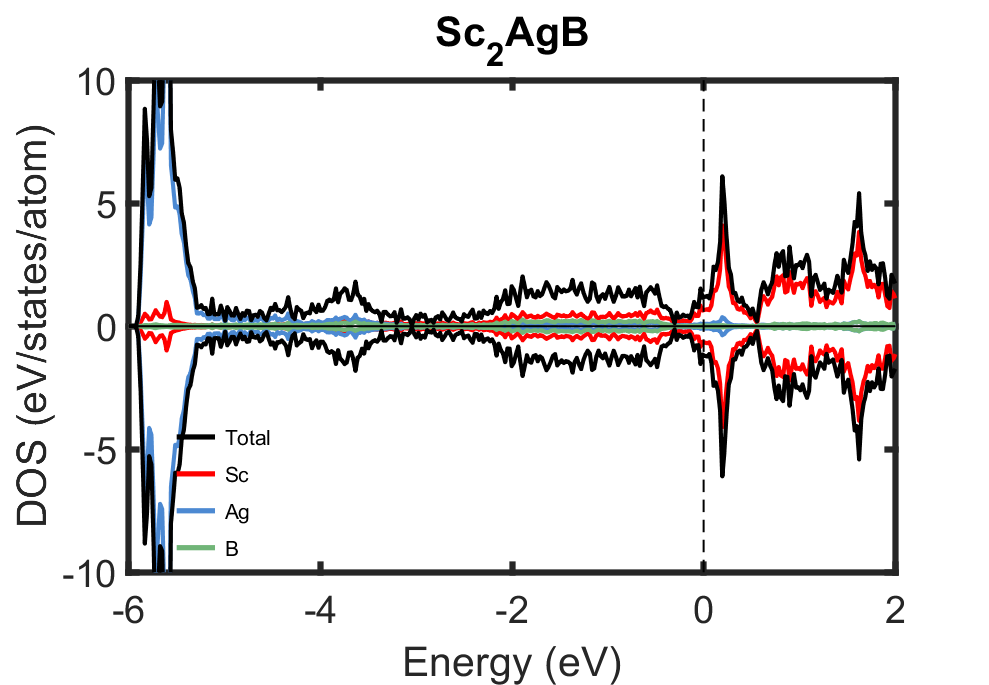 Sc2AgB
10
5
0
-5
-10
DOS (eV/states/atom)
Total
Sc
Ag
B
-6 -4 -2 0 2
Energy (eV)